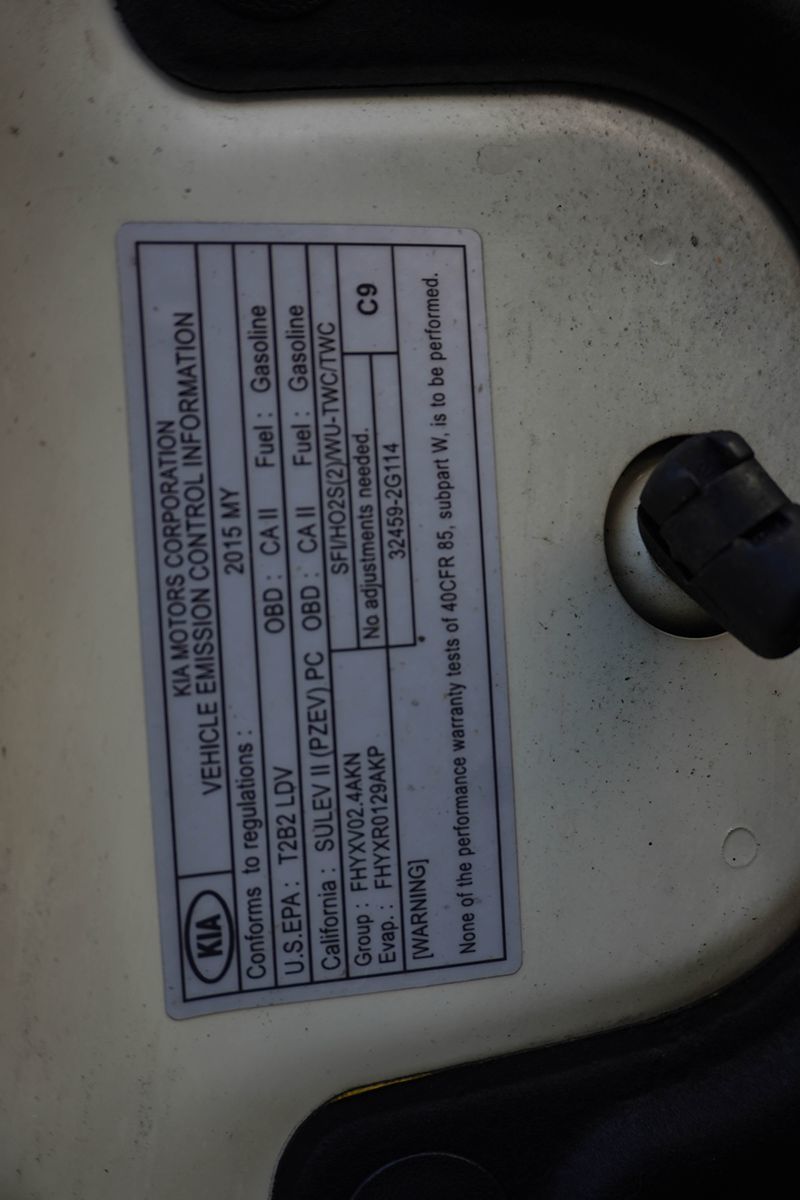 KIA
KIA MOTORS CORPORATION
VEHICLE EMISSION CONTROL INFORMATION
Conforms to regulations : 2015 MY
U.S.EPA : T2B2 LDV OBD : CA II Fuel : Gasoline
California : SULEV II (PZEV) PC OBD : CA II Fuel : Gasoline
Group : FHYXV02.4AKN SFI/HO2S(2)/WU-TWC/TWC
Evap. : FHYXR0129AKP No adjustments needed. C9
32459-2G114
[WARNING]
None of the performance warranty tests of 40CFR 85, subpart W, is to be performed.